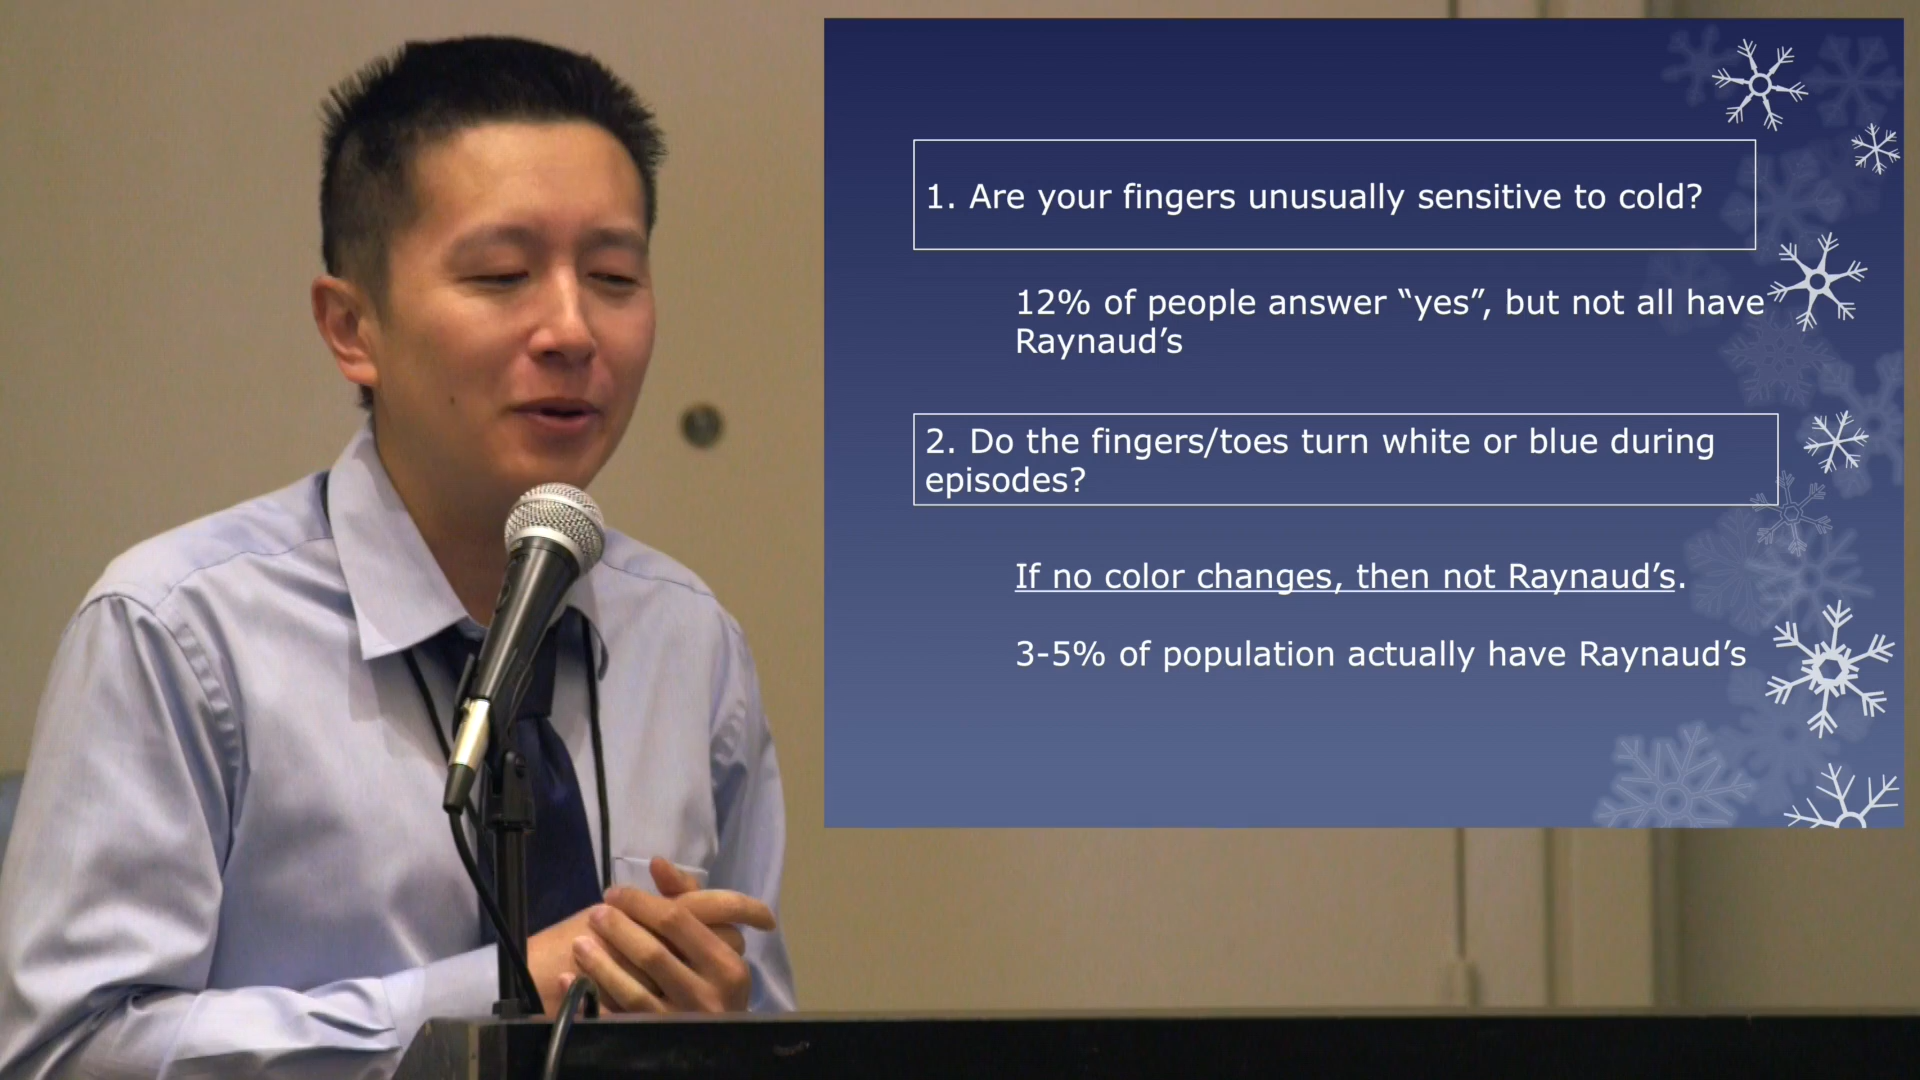 1. Are your fingers unusually sensitive to cold?
12% of people answer “yes”, but not all have
Raynaud’s
2. Do the fingers/toes turn white or blue during
episodes?
If no color changes, then not Raynaud’s.
3-5% of population actually have Raynaud’s